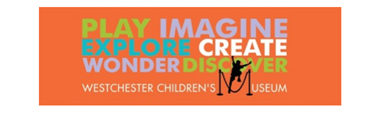 PLAY IMAGINE
EXPLORE CREATE
WONDER DISCOVER
WESTCHESTER CHILDREN'S MUSEUM